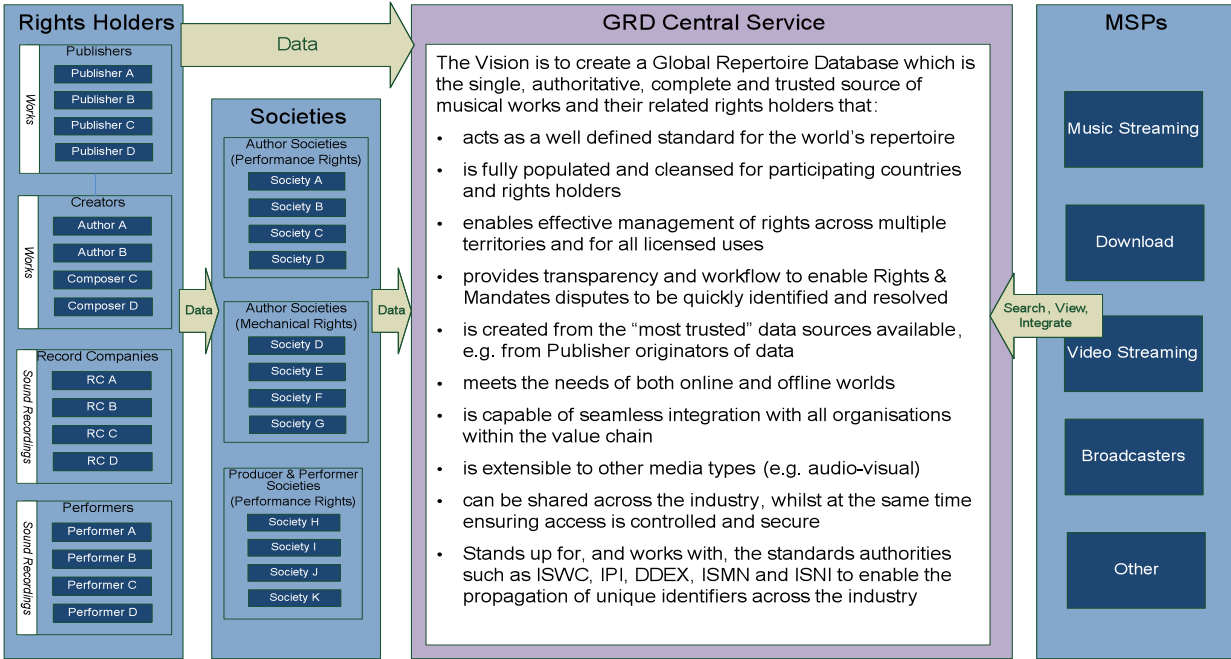 Rights Holders
Publishers
Works
Publisher A
Publisher B
Publisher C
Publisher D
Creators
Works
Author A
Author B
Composer C
Composer D
Record Companies
Sound Recordings
RC A
RC B
RC C
RC D
Performers
Sound Recordings
Performer A
Performer B
Performer C
Performer D
Data
Data
Societies
Author Societies
(Performance Rights)
Society A
Society B
Society C
Society D
Author Societies
(Mechanical Rights)
Society D
Society E
Society F
Society G
Producer & Performer
Societies
(Performance Rights)
Society H
Society I
Society J
Society K
Data
GRD Central Service
The Vision is to create a Global Repertoire Database which is
the single, authoritative, complete and trusted source of
musical works and their related rights holders that:
• acts as a well defined standard for the world's repertoire
• is fully populated and cleansed for participating countries
and rights holders
• enables effective management of rights across multiple
territories and for all licensed uses
• provides transparency and workflow to enable Rights &
Mandates disputes to be quickly identified and resolved
• is created from the “most trusted” data sources available,
e.g. from Publisher originators of data
• meets the needs of both online and offline worlds
• is capable of seamless integration with all organisations
within the value chain
• is extensible to other media types (e.g. audio-visual)
• can be shared across the industry, whilst at the same time
ensuring access is controlled and secure
• Stands up for, and works with, the standards authorities
such as ISWC, IPI, DDEX, ISMN and ISNI to enable the
propagation of unique identifiers across the industry
Search, View,
Integrate
MSPs
Music Streaming
Download
Video Streaming
Broadcasters
Other